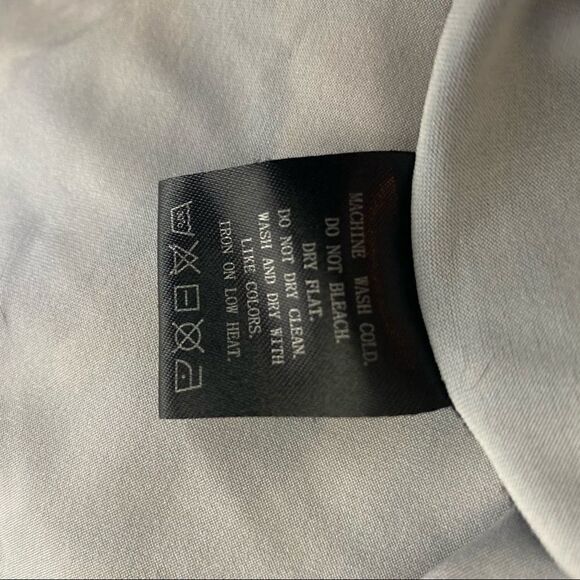 MACHINE WASH COLD.
DO NOT BLEACH.
DRY FLAT.
DO NOT DRY CLEAN.
WASH AND DRY WITH
LIKE COLORS.
IRON ON LOW HEAT.